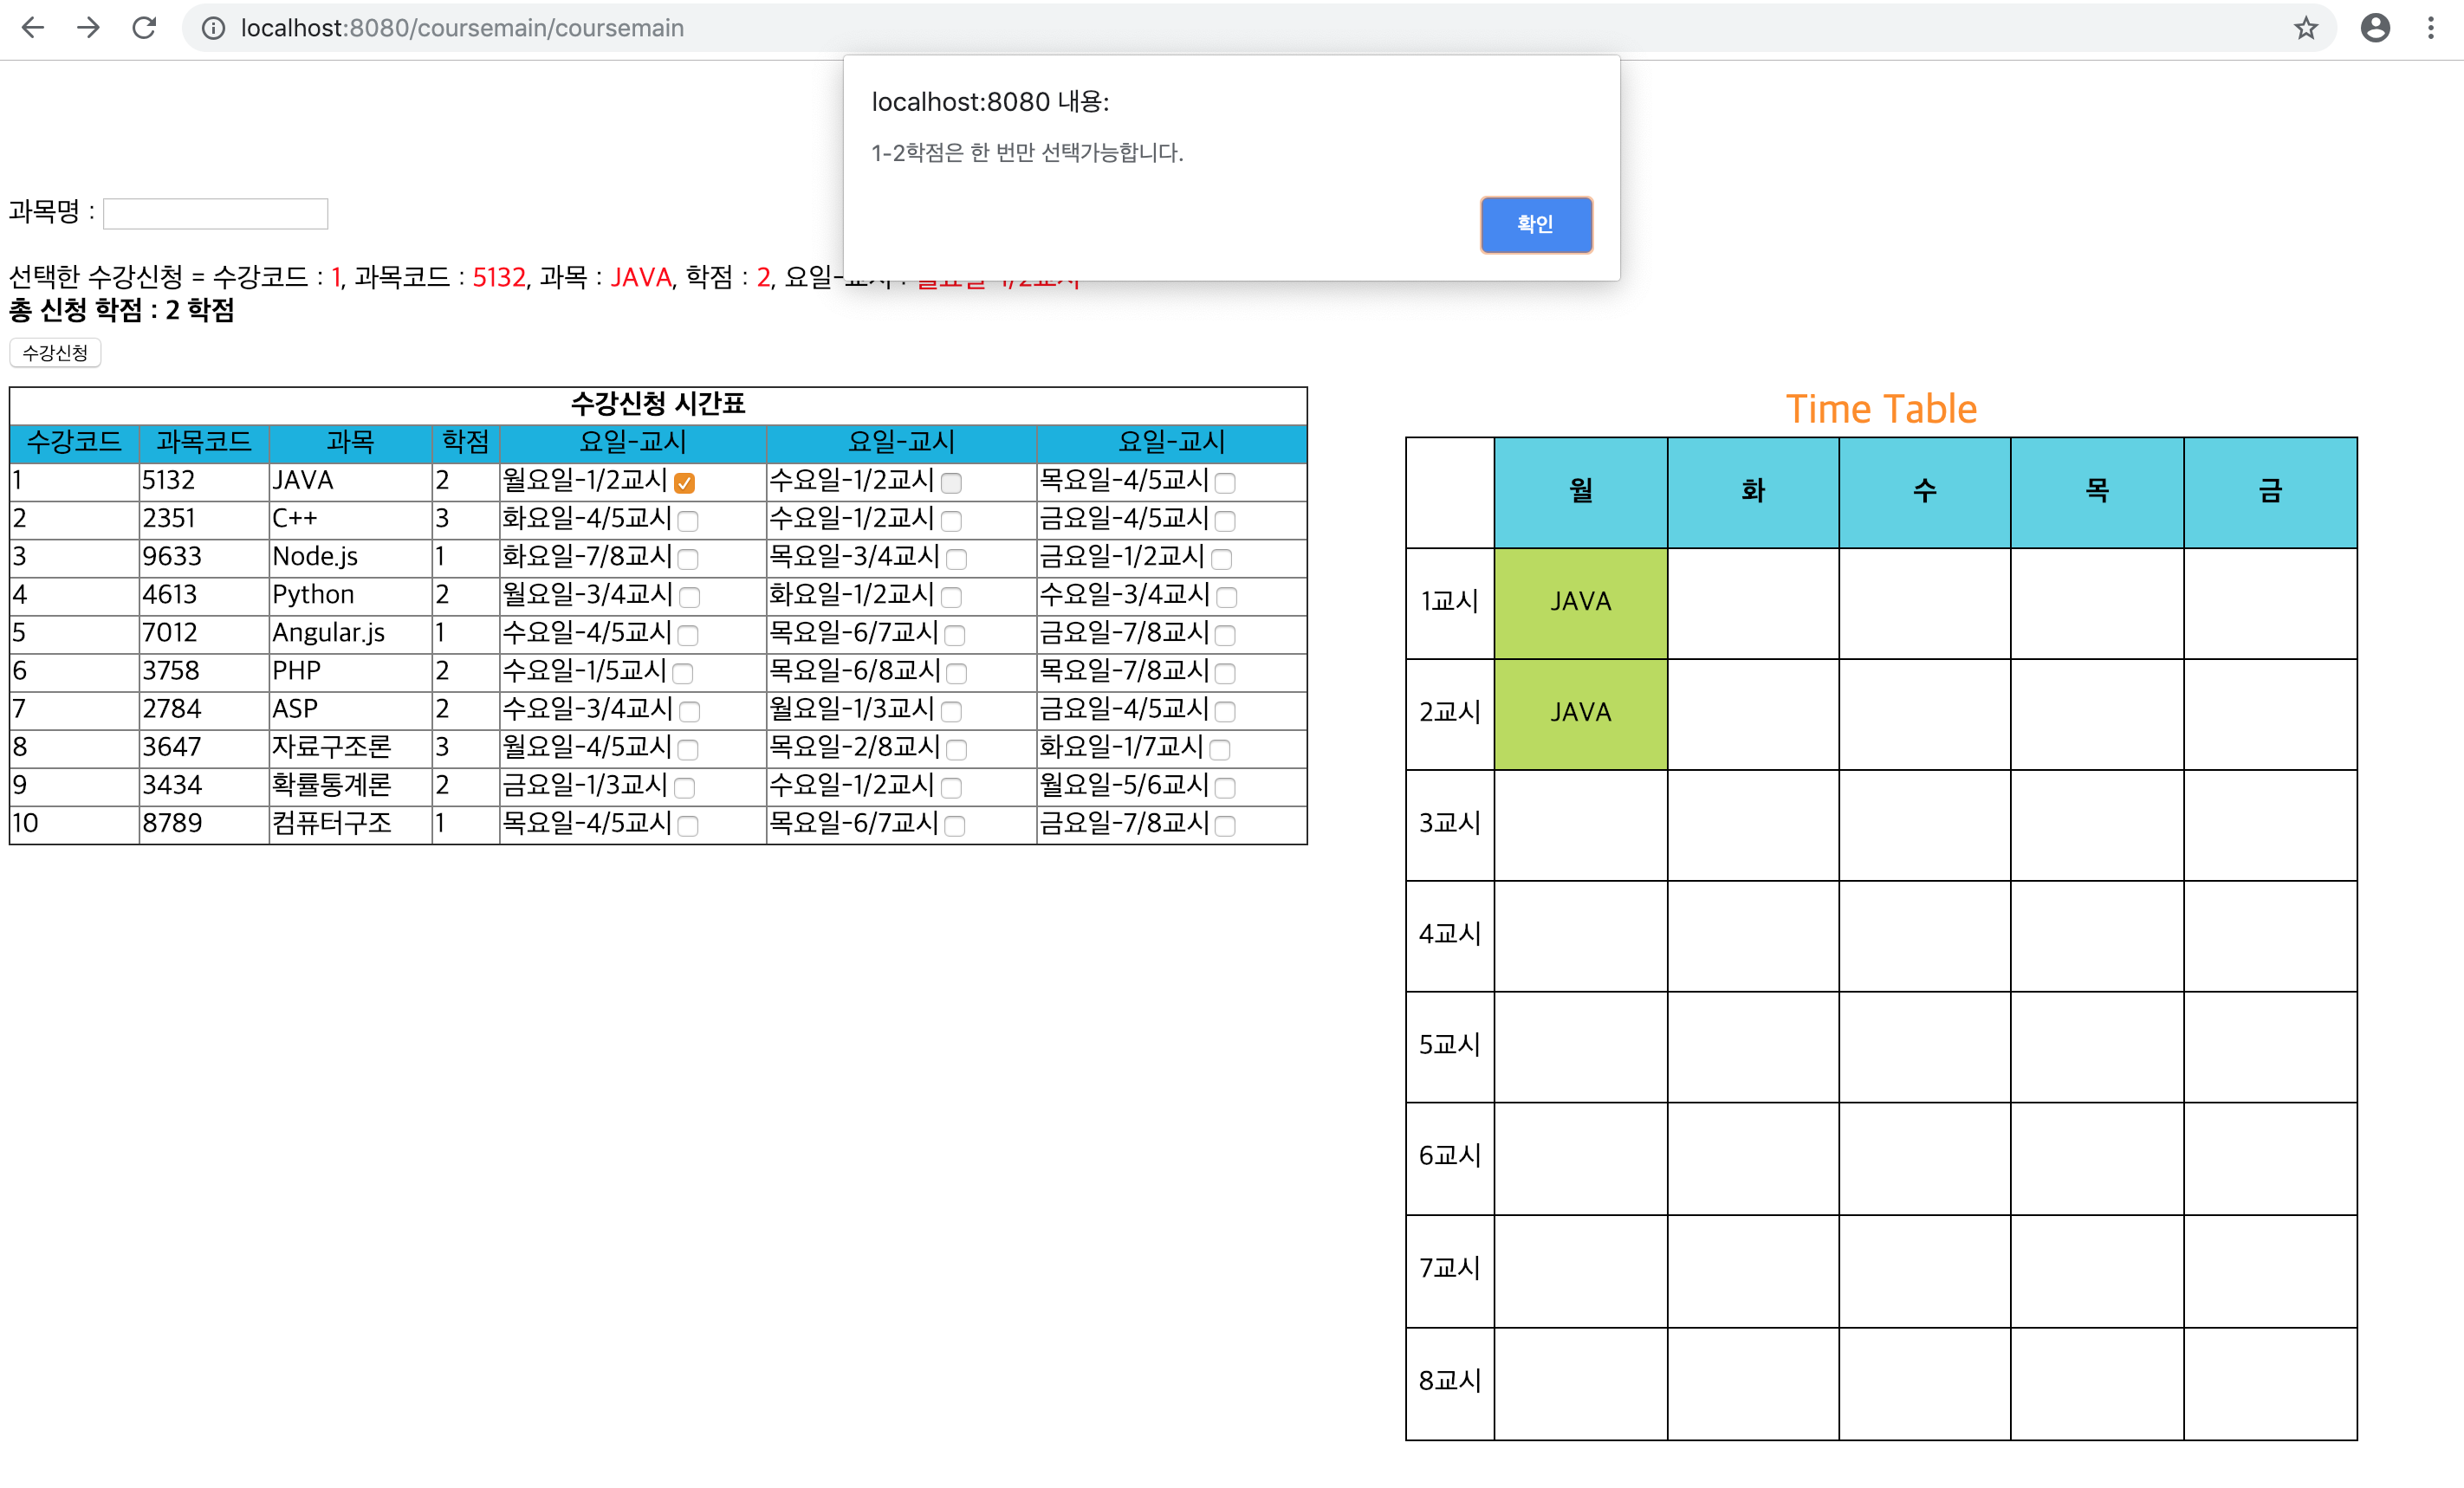 localhost:8080/coursemain/coursemain
localhost:8080 내용:
1-2학점은 한 번만 선택가능합니다.
확인
과목명 :
선택한 수강신청 = 수강코드 : 1, 과목코드 : 5132, 과목 : JAVA, 학점 : 2, 요일-교시 : 월요일-1/2교시
총 신청 학점 : 2 학점
수강신청
수강신청 시간표
수강코드 과목코드 과목 학점 요일-교시 요일-교시 요일-교시
1 5132 JAVA 2 월요일-1/2교시 수요일-1/2교시 목요일-4/5교시
2 2351 C++ 3 화요일-4/5교시 수요일-1/2교시 금요일-4/5교시
3 9633 Node.js 1 화요일-7/8교시 목요일-3/4교시 금요일-1/2교시
4 4613 Python 2 월요일-3/4교시 화요일-1/2교시 수요일-3/4교시
5 7012 Angular.js 1 수요일-4/5교시 목요일-6/7교시 금요일-7/8교시
6 3758 PHP 2 수요일-1/5교시 목요일-6/8교시 목요일-7/8교시
7 2784 ASP 2 수요일-3/4교시 월요일-1/3교시 금요일-4/5교시
8 3647 자료구조론 3 월요일-4/5교시 목요일-2/8교시 화요일-1/7교시
9 3434 확률통계론 2 금요일-1/3교시 수요일-1/2교시 월요일-5/6교시
10 8789 컴퓨터구조 1 목요일-4/5교시 목요일-6/7교시 금요일-7/8교시
Time Table
월 화 수 목 금
1교시 JAVA
2교시 JAVA
3교시
4교시
5교시
6교시
7교시
8교시